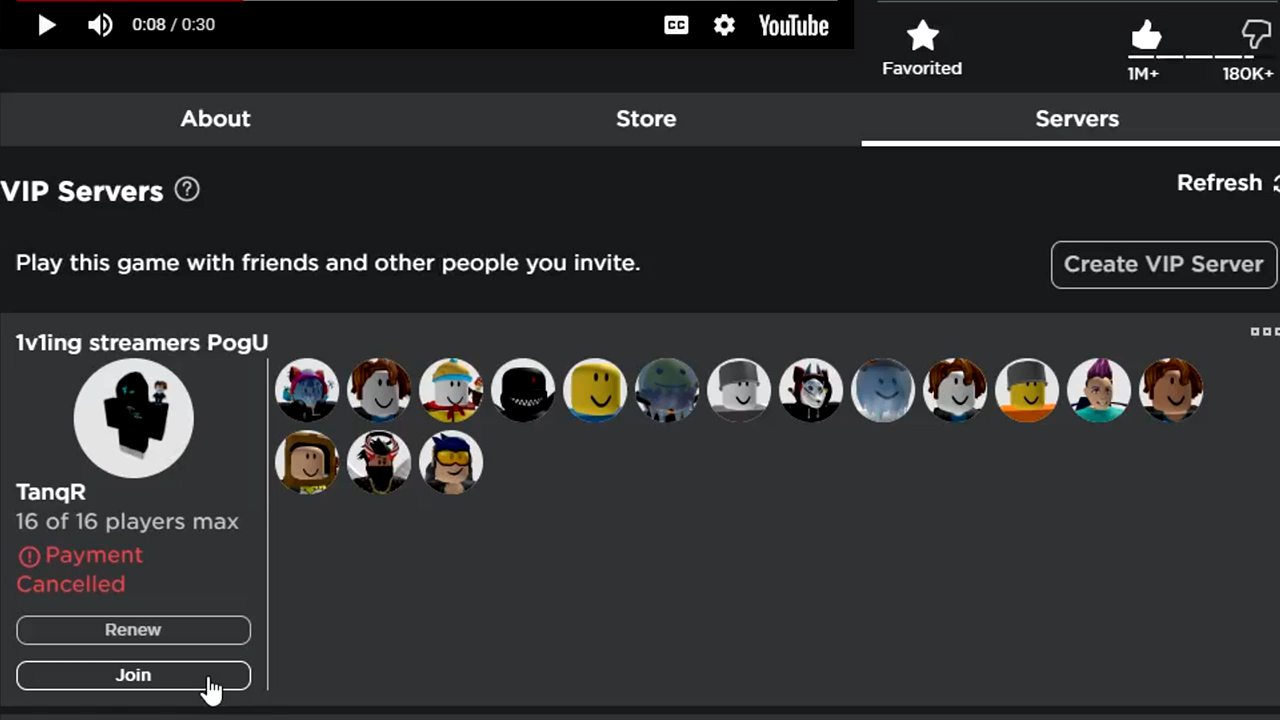 0:08 / 0:30
CC
YouTube
Favorited
1M+
180K+
About
Store
Servers
VIP Servers ?
Refresh
Play this game with friends and other people you invite.
Create VIP Server
1v1ing streamers PogU
TanqR
16 of 16 players max
Payment
Cancelled
Renew
Join